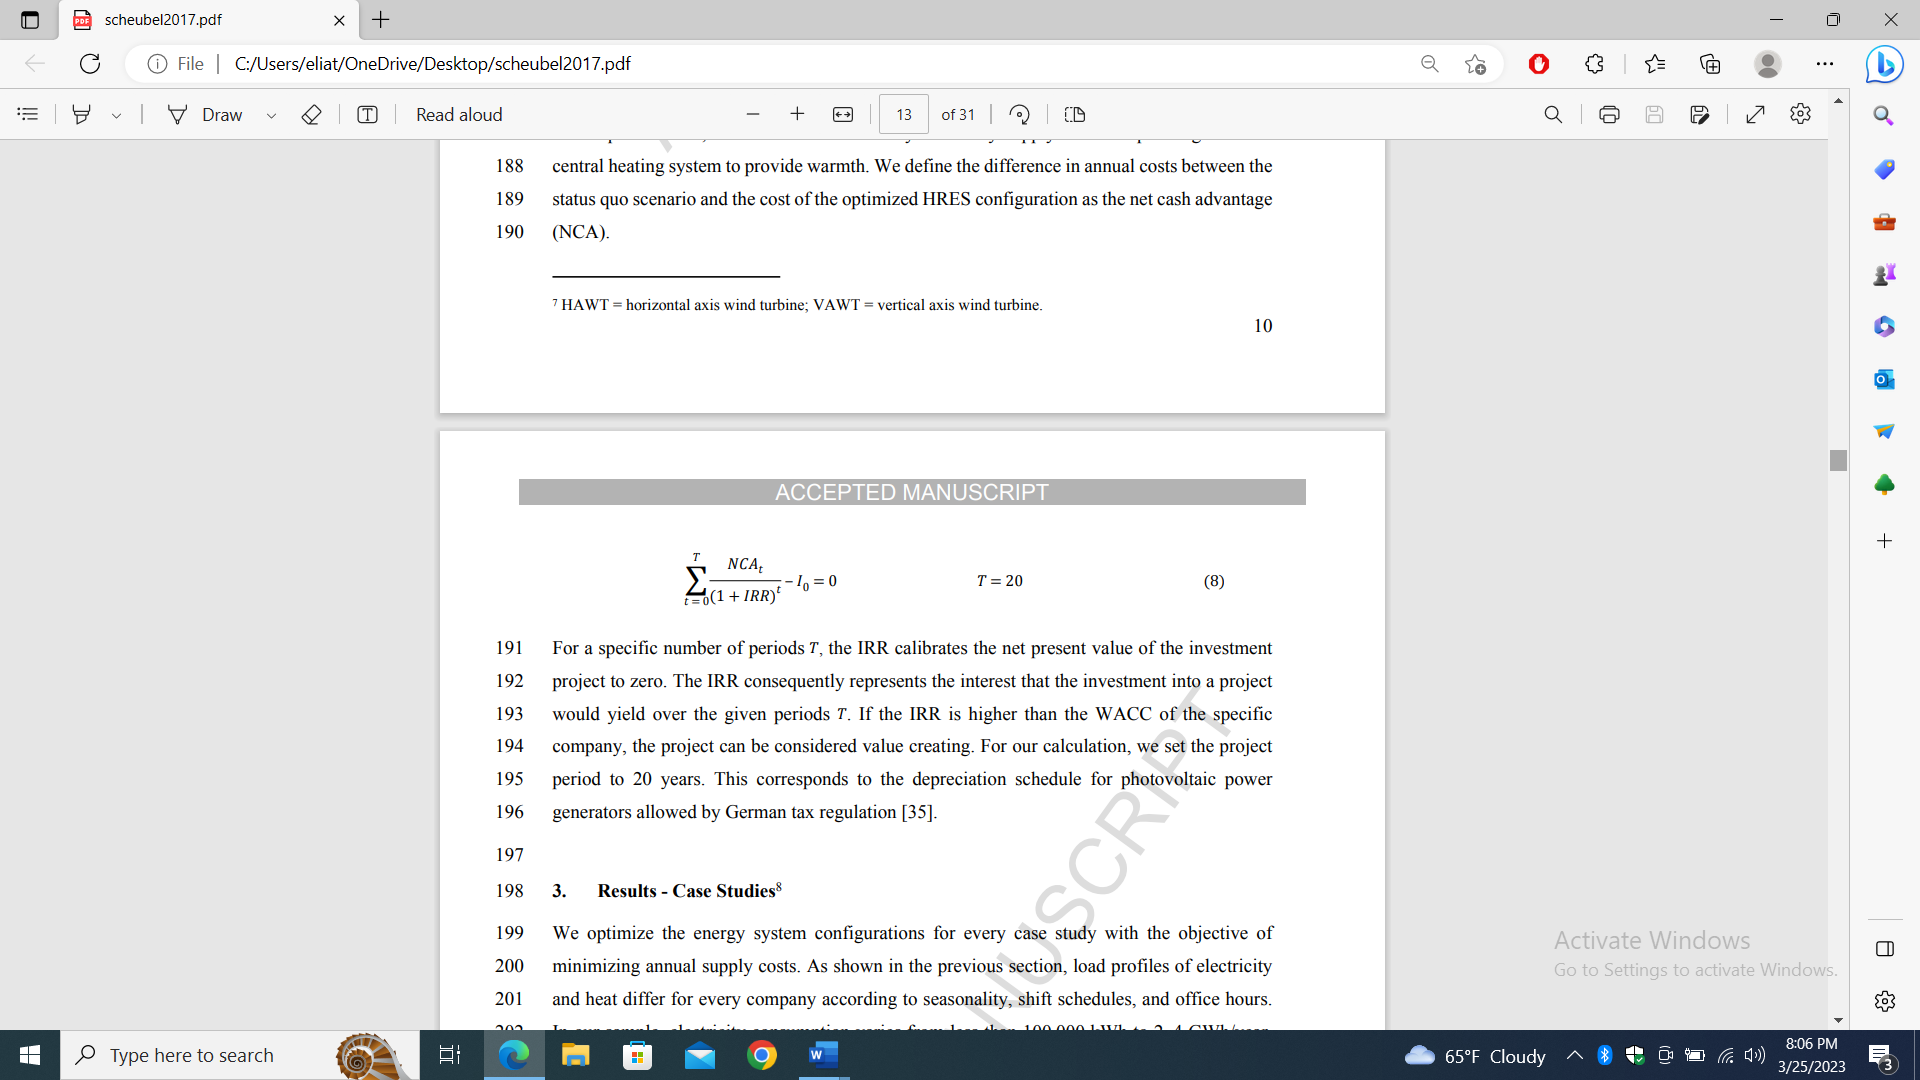 scheubel2017.pdf
File
C:/Users/eliat/OneDrive/Desktop/scheubel2017.pdf
Draw
Read aloud
13
of 31
188 central heating system to provide warmth. We define the difference in annual costs between the
189 status quo scenario and the cost of the optimized HRES configuration as the net cash advantage
190 (NCA).
7 HAWT = horizontal axis wind turbine; VAWT = vertical axis wind turbine.
10
ACCEPTED MANUSCRIPT
T ∑ t = 0 NCA_t / (1 + IRR)^t − I_0 = 0 T = 20 (8)
191 For a specific number of periods T, the IRR calibrates the net present value of the investment
192 project to zero. The IRR consequently represents the interest that the investment into a project
193 would yield over the given periods T. If the IRR is higher than the WACC of the specific
194 company, the project can be considered value creating. For our calculation, we set the project
195 period to 20 years. This corresponds to the depreciation schedule for photovoltaic power
196 generators allowed by German tax regulation [35].
197
198 3. Results - Case Studies8
199 We optimize the energy system configurations for every case study with the objective of
200 minimizing annual supply costs. As shown in the previous section, load profiles of electricity
201 and heat differ for every company according to seasonality, shift schedules, and office hours.
NUSCRIPT
Activate Windows
Go to Settings to activate Windows.
Type here to search
65°F Cloudy
8:06 PM
3/25/2023
3